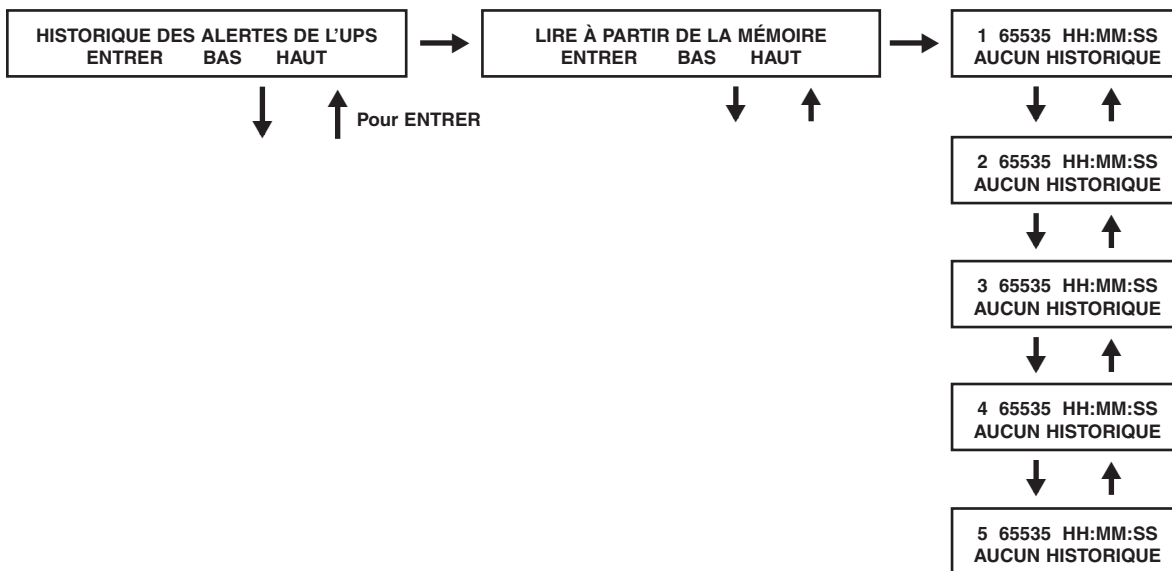 HISTORIQUE DES ALERTES DE L'UPS
ENTRER BAS HAUT
Pour ENTRER
LIRE À PARTIR DE LA MÉMOIRE
ENTRER BAS HAUT
1 65535 HH:MM:SS
AUCUN HISTORIQUE
2 65535 HH:MM:SS
AUCUN HISTORIQUE
3 65535 HH:MM:SS
AUCUN HISTORIQUE
4 65535 HH:MM:SS
AUCUN HISTORIQUE
5 65535 HH:MM:SS
AUCUN HISTORIQUE